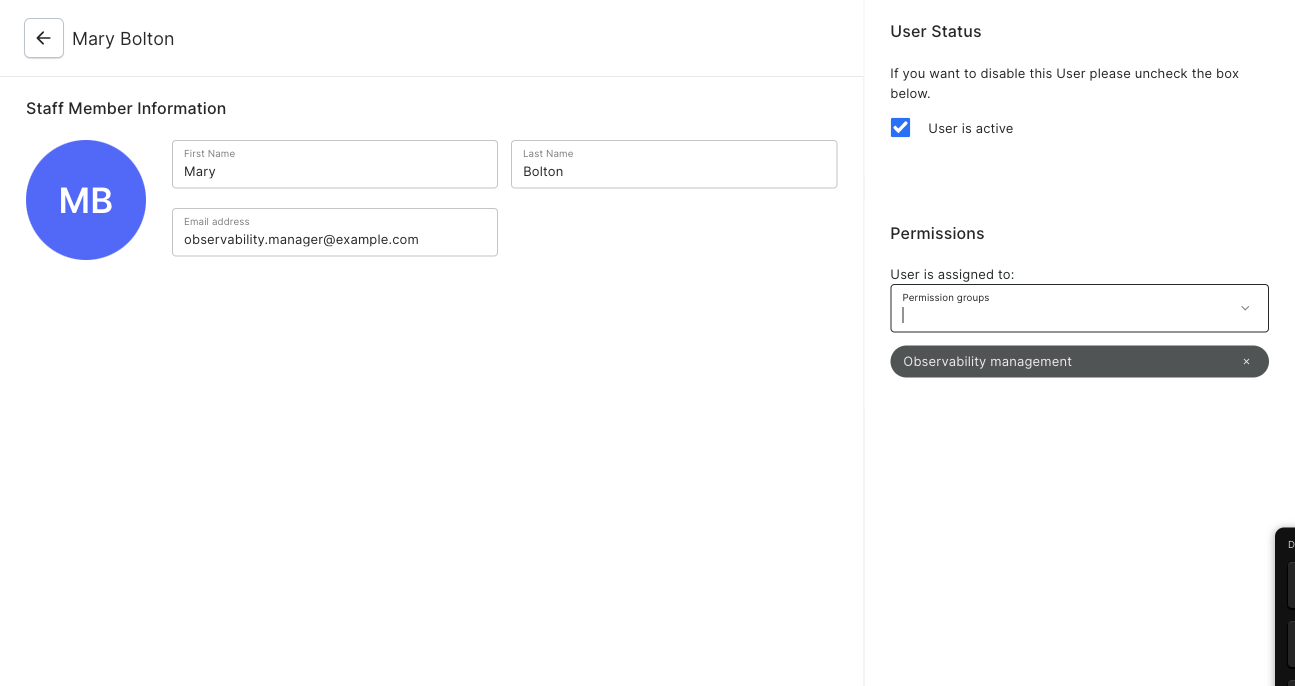 Mary Bolton
Staff Member Information
MB
First Name
Mary
Last Name
Bolton
Email address
observability.manager@example.com
User Status
If you want to disable this User please uncheck the box
below.
User is active
Permissions
User is assigned to:
Permission groups
Observability management
×
D